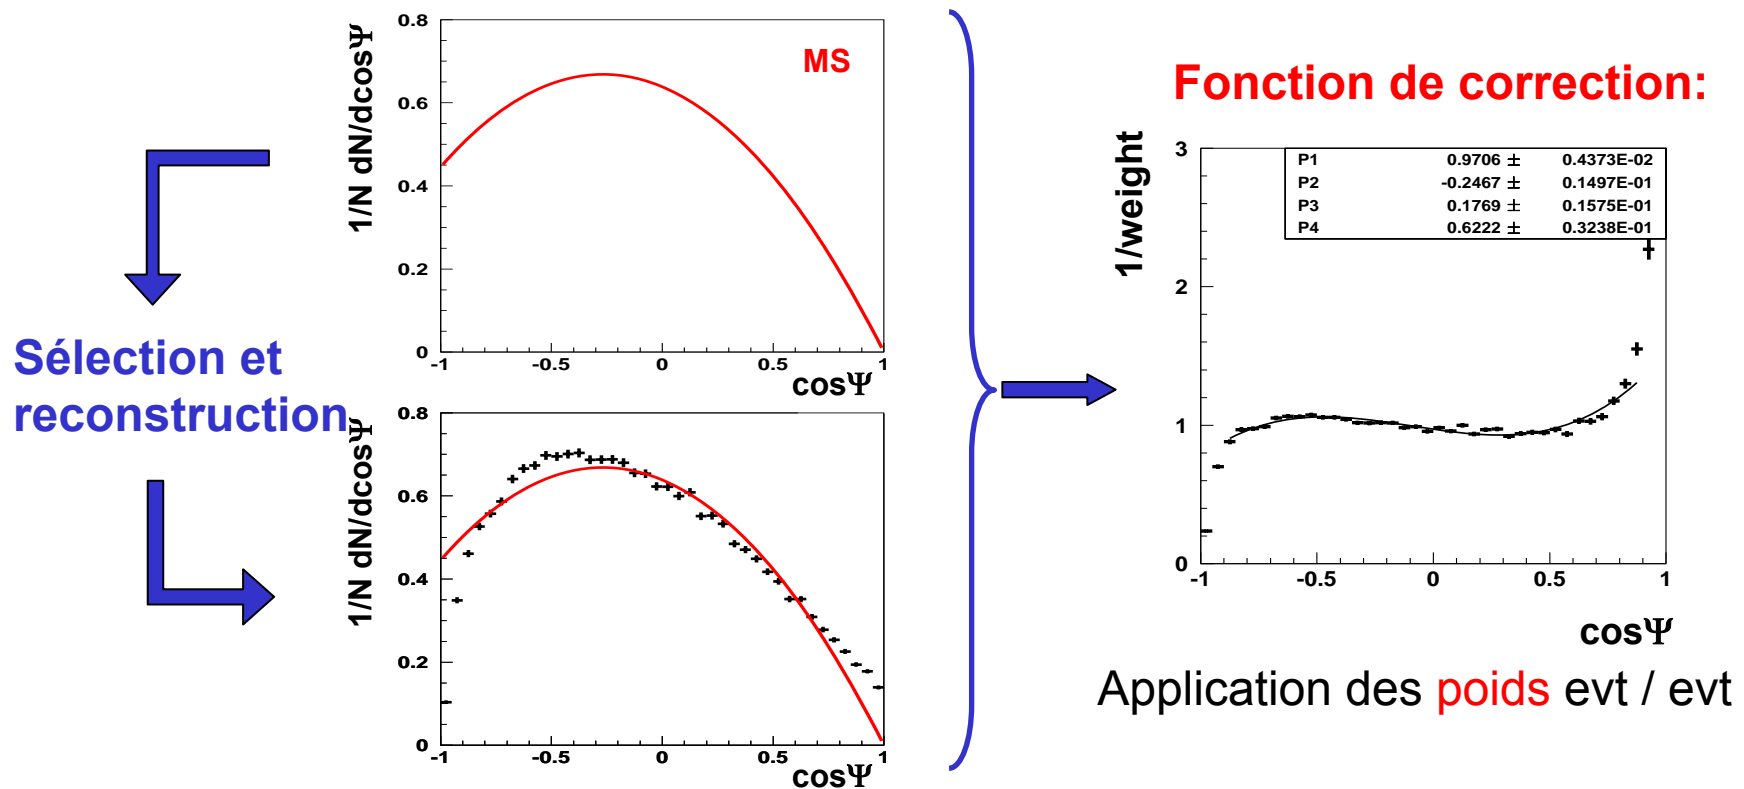 0.8
0.6
0.4
0.2
0
1/N dN/dcosΨ
MS
-1
-0.5
0
0.5
1
cosΨ
Sélection et
reconstruction
0.8
0.6
0.4
0.2
0
1/N dN/dcosΨ
-1
-0.5
0
0.5
1
cosΨ
Fonction de correction:
1/weight
3
2
1
0
P1 0.9706 ± 0.4373E-02
P2 -0.2467 ± 0.1497E-01
P3 0.1769 ± 0.1575E-01
P4 0.6222 ± 0.3238E-01
-1
-0.5
0
0.5
1
cosΨ
Application des poids evt / evt